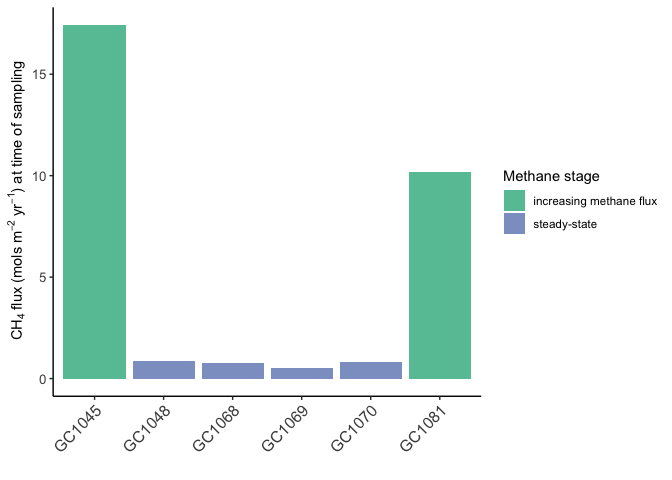 CH₄ flux (mols m⁻² yr⁻¹) at time of sampling
15
10
5
0
GC1045
GC1048
GC1068
GC1069
GC1070
GC1081
Methane stage
increasing methane flux
steady-state